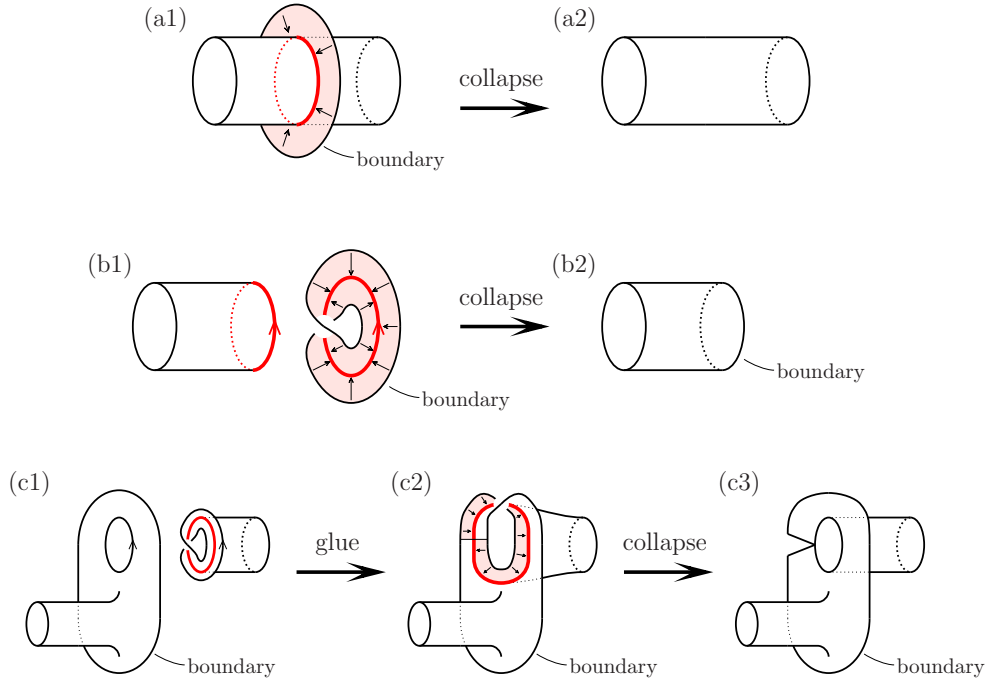 (a1)
collapse
(a2)
boundary
(b1)
collapse
(b2)
boundary
boundary
(c1)
glue
(c2)
collapse
(c3)
boundary
boundary
boundary